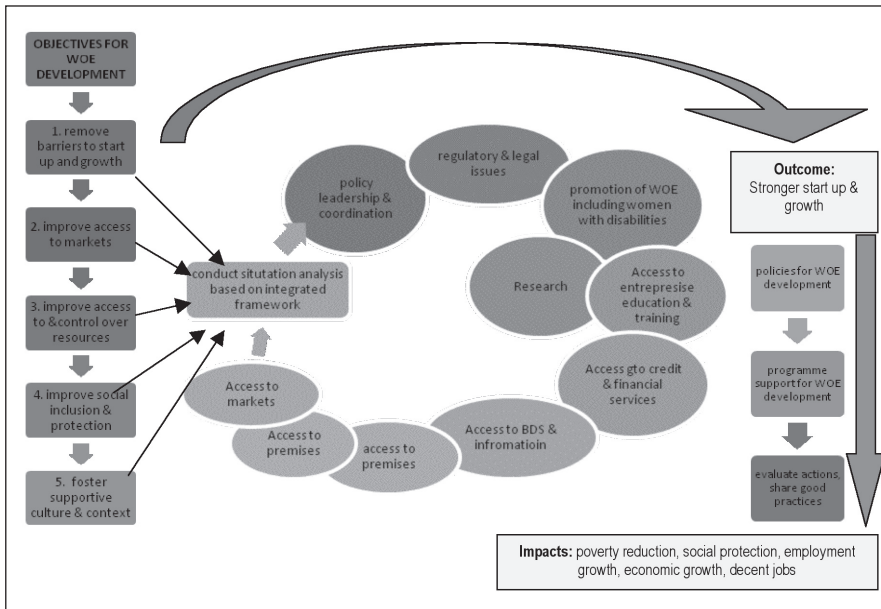 OBJECTIVES FOR
WOE
DEVELOPMENT
1. remove
barriers to start
up and growth
2. improve access
to markets
3. improve access
to &control over
resources
4. improve social
inclusion &
protection
5. foster
supportive
culture & context
conduct situtation analysis
based on integrated
framework
policy
leadership &
coordination
regulatory & legal
issues
promotion of WOE
including women
with disabilities
Research
Access to
entrepresise
education &
training
Access gto credit
& financial
services
Access to BDS &
infromatioin
access to
premises
Access to
premises
Access to
markets
Outcome:
Stronger start up &
growth
policies for WOE
development
programme
support for WOE
development
evaluate actions,
share good
practices
Impacts: poverty reduction, social protection, employment
growth, economic growth, decent jobs